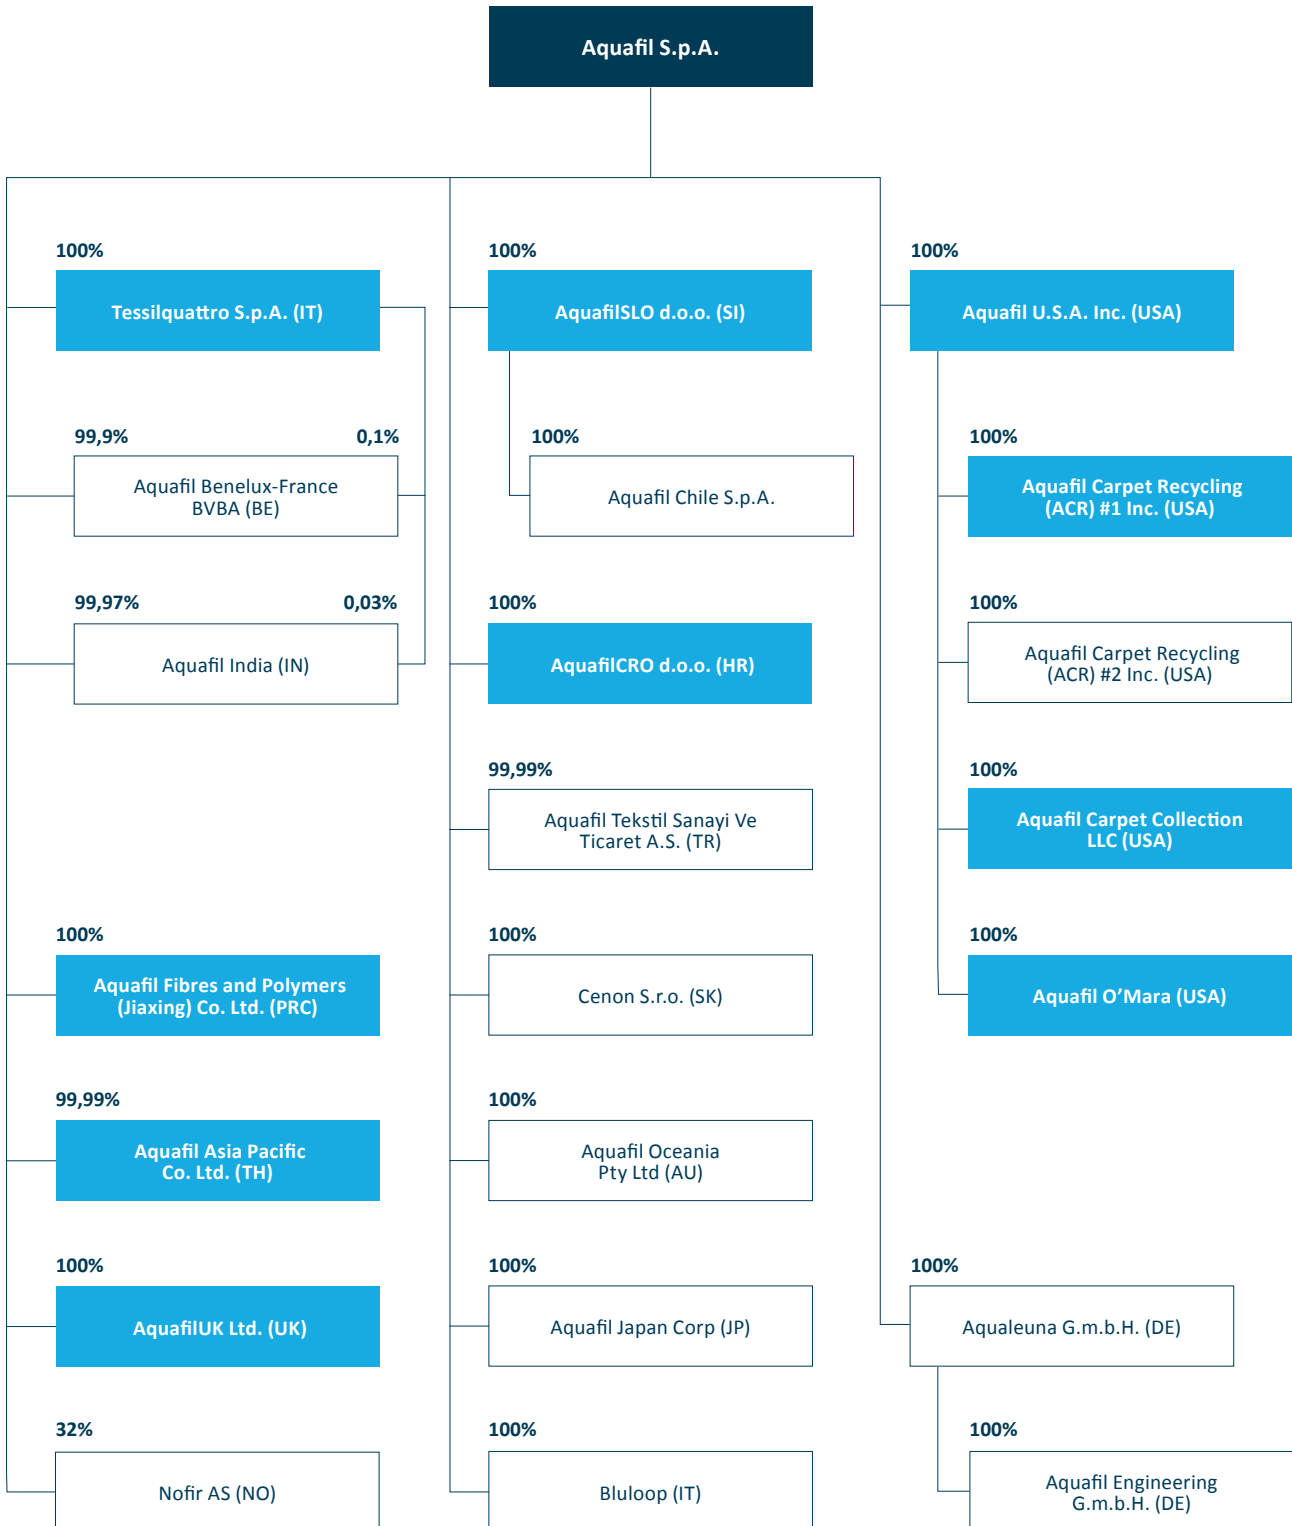 Aquafil S.p.A.
100%
Tessilquattro S.p.A. (IT)
99,9%
0,1%
Aquafil Benelux-France
BVBA (BE)
99,97%
0,03%
Aquafil India (IN)
100%
Aquafil Fibres and Polymers
(Jiaxing) Co. Ltd. (PRC)
99,99%
Aquafil Asia Pacific
Co. Ltd. (TH)
100%
AquafilUK Ltd. (UK)
32%
Nofir AS (NO)
100%
AquafilSLO d.o.o. (SI)
100%
Aquafil Chile S.p.A.
100%
AquafilCRO d.o.o. (HR)
99,99%
Aquafil Tekstil Sanayi Ve
Ticaret A.S. (TR)
100%
Cenon S.r.o. (SK)
100%
Aquafil Oceania
Pty Ltd (AU)
100%
Aquafil Japan Corp (JP)
100%
Bluloop (IT)
100%
Aquafil U.S.A. Inc. (USA)
100%
Aquafil Carpet Recycling
(ACR) #1 Inc. (USA)
100%
Aquafil Carpet Recycling
(ACR) #2 Inc. (USA)
100%
Aquafil Carpet Collection
LLC (USA)
100%
Aquafil O’Mara (USA)
100%
Aqualeuna G.m.b.H. (DE)
100%
Aquafil Engineering
G.m.b.H. (DE)